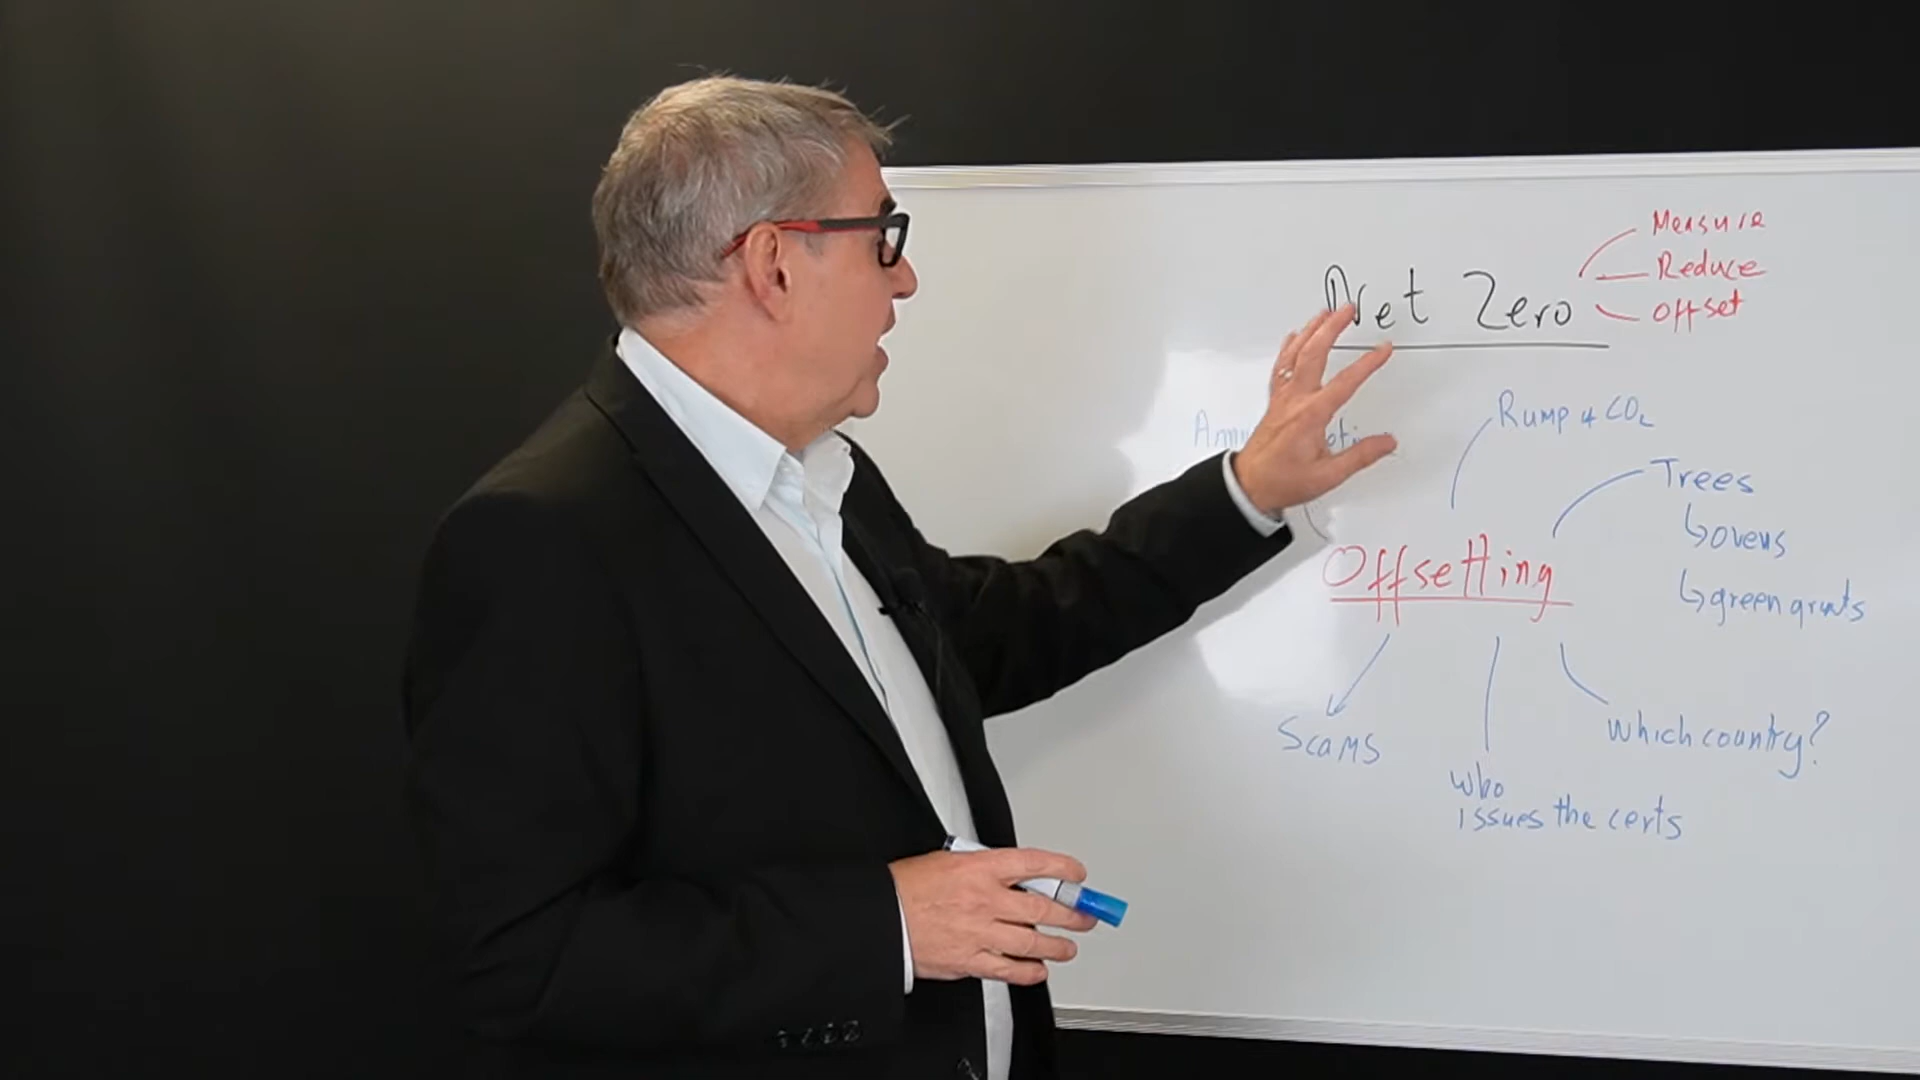 Measure
Reduce
Offset
Net Zero
Rump & CO₂
Trees
↳ovens
↳green grants
Offsetting
Scams
which country?
who
issues the certs